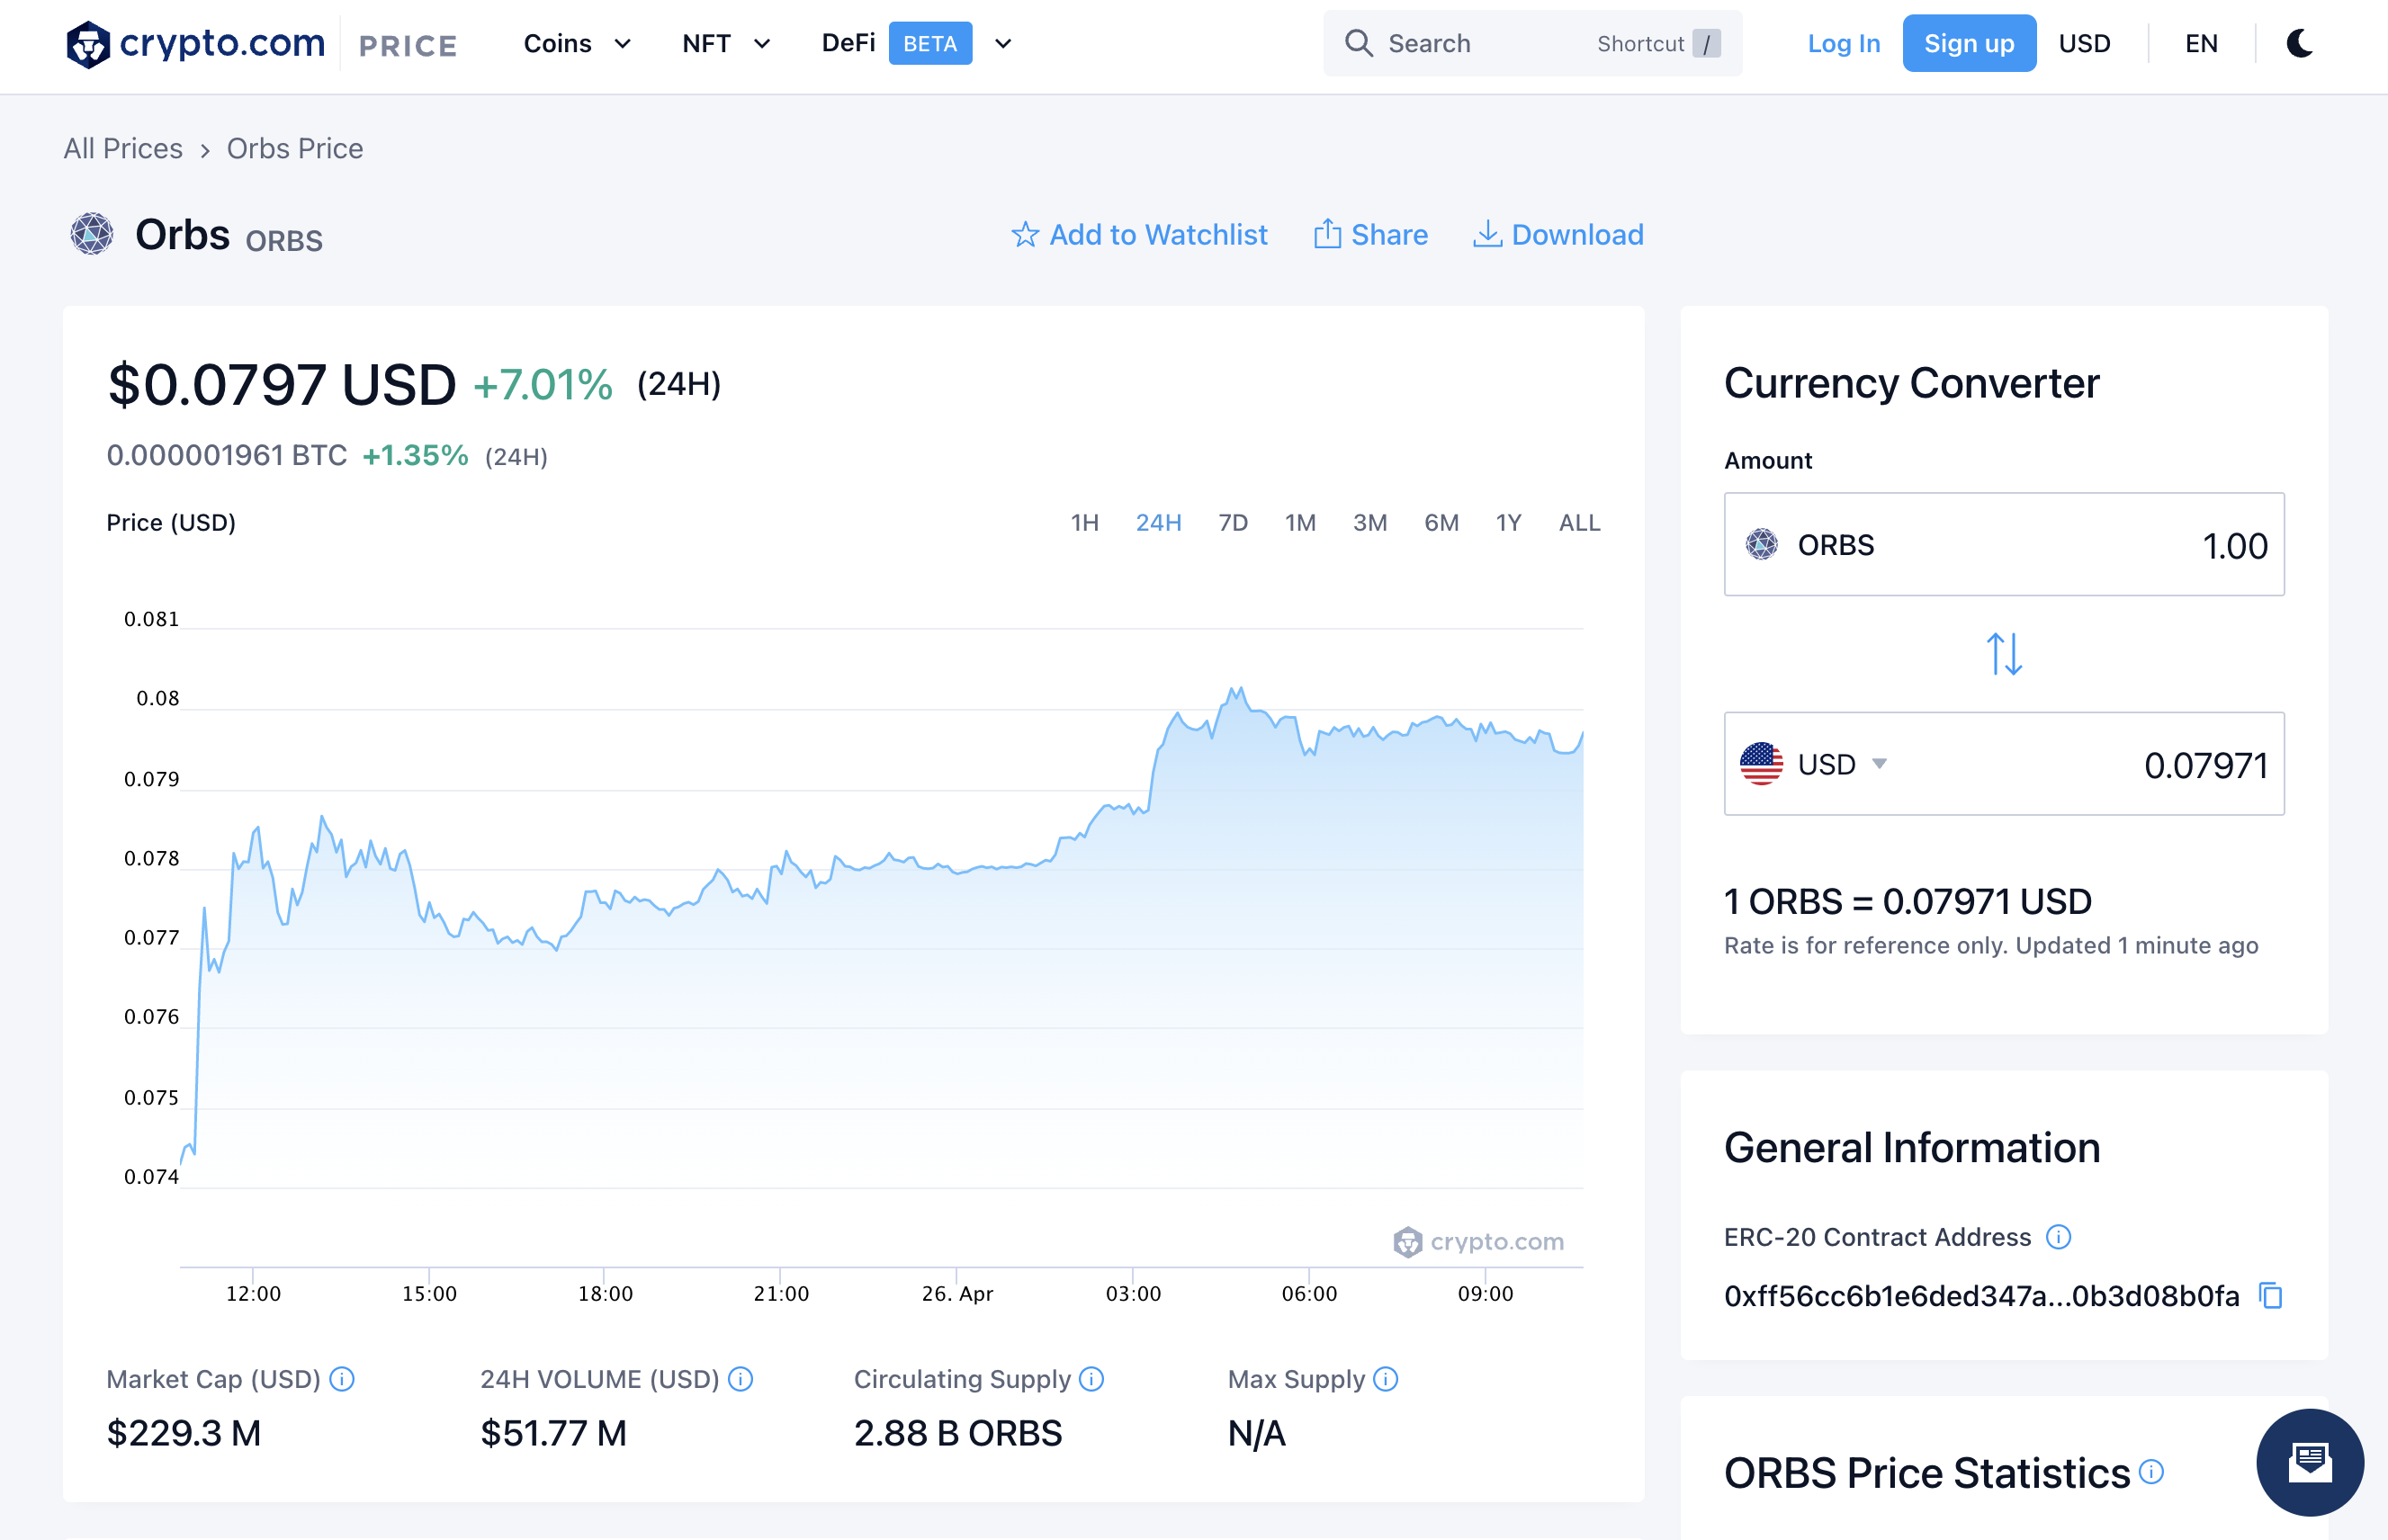 crypto.com PRICE Coins NFT DeFi BETA Search Shortcut / Log In Sign up USD EN
All Prices › Orbs Price
Orbs ORBS Add to Watchlist Share Download
$0.0797 USD +7.01% (24H)
0.000001961 BTC +1.35% (24H)
Price (USD) 1H 24H 7D 1M 3M 6M 1Y ALL
0.081
0.08
0.079
0.078
0.077
0.076
0.075
0.074
crypto.com
12:00 15:00 18:00 21:00 26. Apr 03:00 06:00 09:00
Market Cap (USD) 24H VOLUME (USD) Circulating Supply Max Supply
$229.3 M $51.77 M 2.88 B ORBS N/A
Currency Converter
Amount
ORBS 1.00
USD 0.07971
1 ORBS = 0.07971 USD
Rate is for reference only. Updated 1 minute ago
General Information
ERC-20 Contract Address
0xff56cc6b1e6ded347a...0b3d08b0fa
ORBS Price Statistics